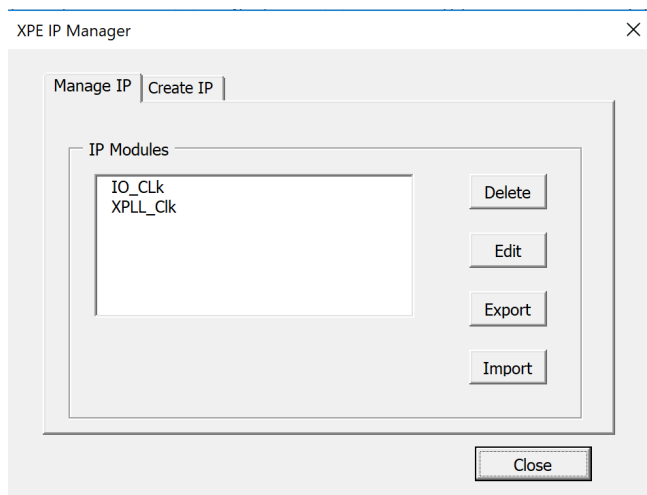 XPE IP Manager
Manage IP
Create IP
IP Modules
IO_CLk
XPLL_Clk
Delete
Edit
Export
Import
Close